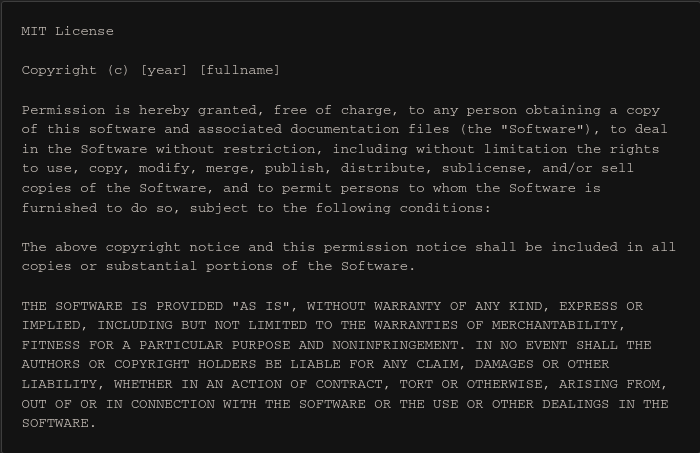 MIT License
Copyright (c) [year] [fullname]
Permission is hereby granted, free of charge, to any person obtaining a copy
of this software and associated documentation files (the "Software"), to deal
in the Software without restriction, including without limitation the rights
to use, copy, modify, merge, publish, distribute, sublicense, and/or sell
copies of the Software, and to permit persons to whom the Software is
furnished to do so, subject to the following conditions:
The above copyright notice and this permission notice shall be included in all
copies or substantial portions of the Software.
THE SOFTWARE IS PROVIDED "AS IS", WITHOUT WARRANTY OF ANY KIND, EXPRESS OR
IMPLIED, INCLUDING BUT NOT LIMITED TO THE WARRANTIES OF MERCHANTABILITY,
FITNESS FOR A PARTICULAR PURPOSE AND NONINFRINGEMENT. IN NO EVENT SHALL THE
AUTHORS OR COPYRIGHT HOLDERS BE LIABLE FOR ANY CLAIM, DAMAGES OR OTHER
LIABILITY, WHETHER IN AN ACTION OF CONTRACT, TORT OR OTHERWISE, ARISING FROM,
OUT OF OR IN CONNECTION WITH THE SOFTWARE OR THE USE OR OTHER DEALINGS IN THE
SOFTWARE.